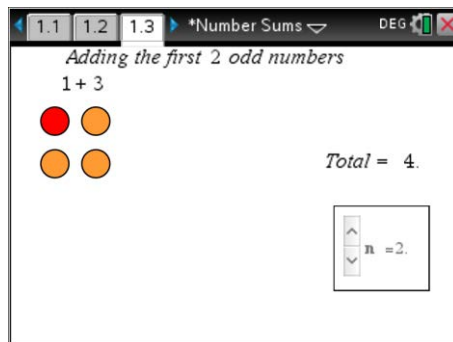 1.1 1.2 1.3 *Number Sums DEG
Adding the first 2 odd numbers
1 + 3
Total = 4.
n =2.